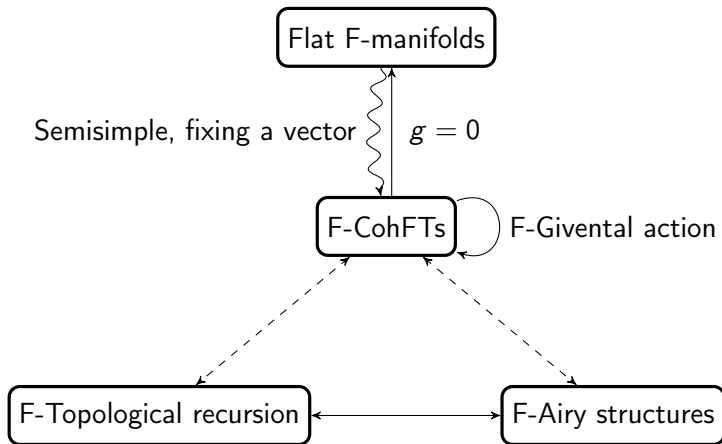 Flat F-manifolds
Semisimple, fixing a vector
g = 0
F-CohFTs
F-Givental action
F-Topological recursion
F-Airy structures